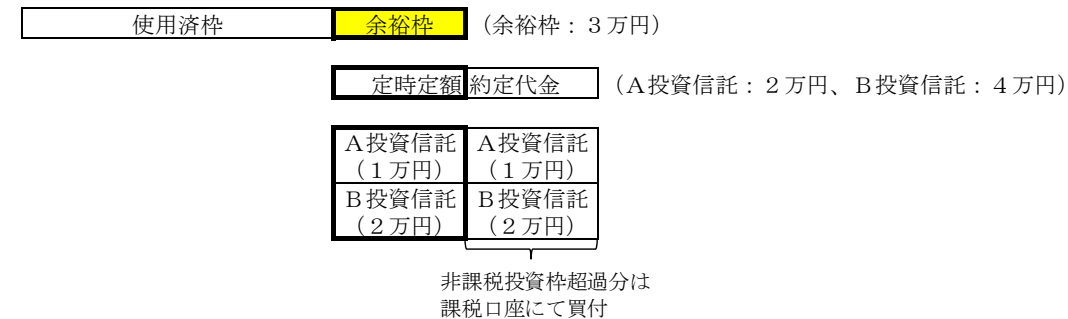 使用済枠 余裕枠 （余裕枠：３万円）
定時定額約定代金 （Ａ投資信託：２万円、Ｂ投資信託：４万円）
Ａ投資信託 Ａ投資信託
（１万円） （１万円）
Ｂ投資信託 Ｂ投資信託
（２万円） （２万円）
非課税投資枠超過分は
課税口座にて買付